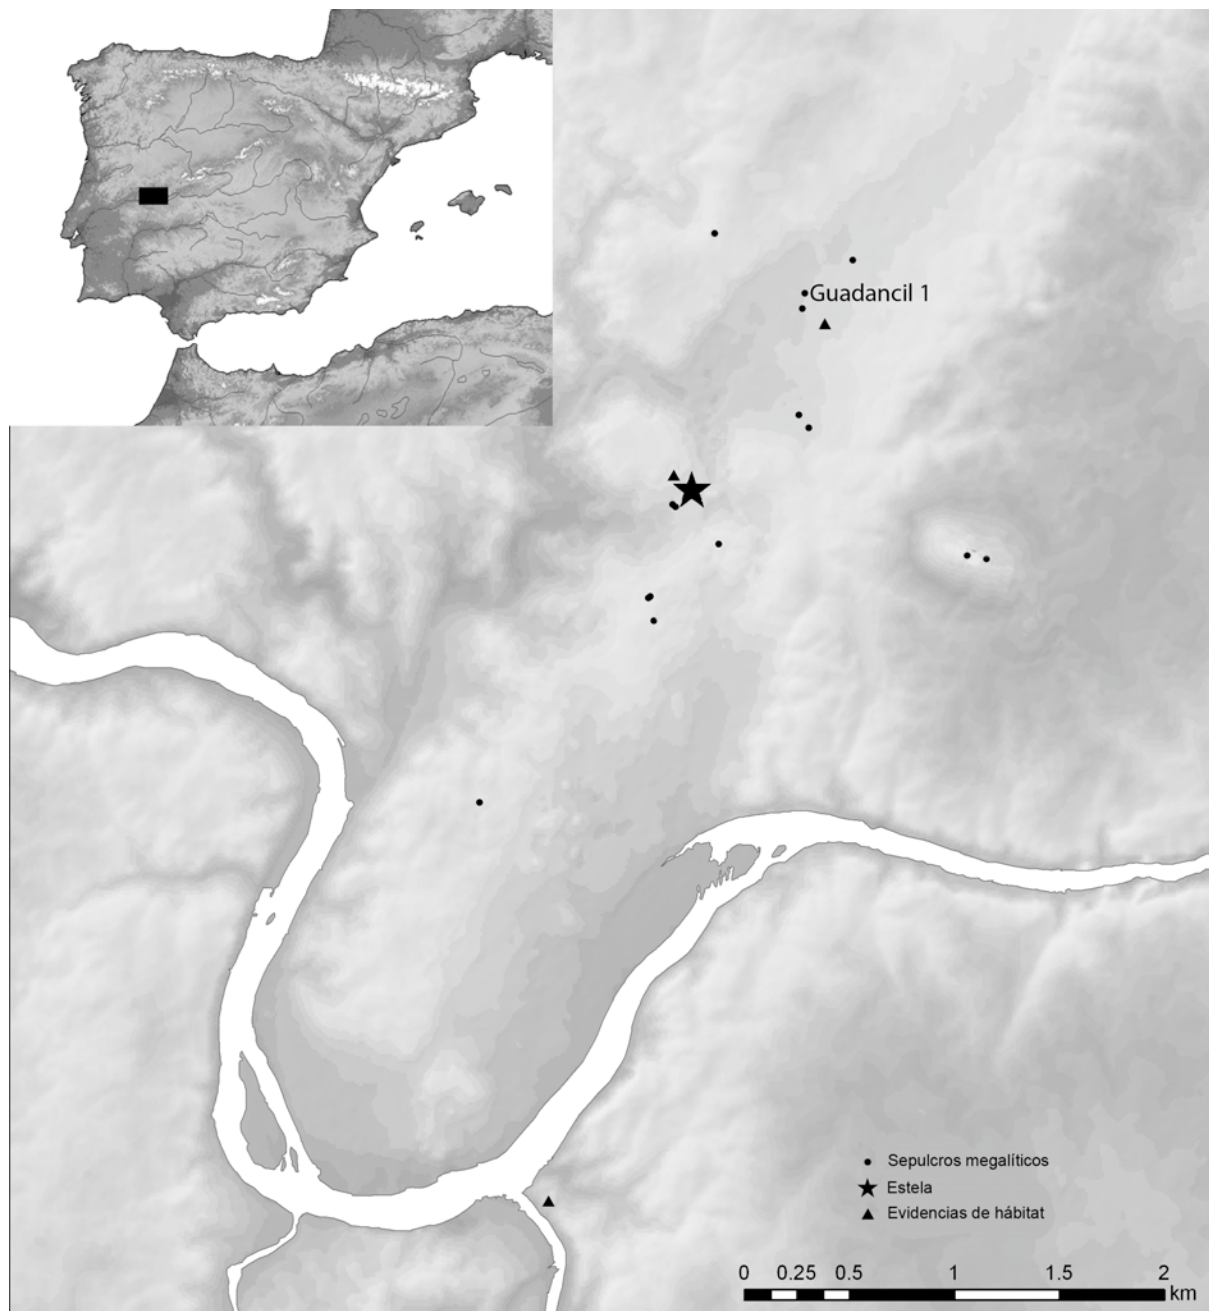 Guadancil 1
Sepulcros megalíticos
Estela
Evidencias de hábitat
0 0.25 0.5 1 1.5 2
km